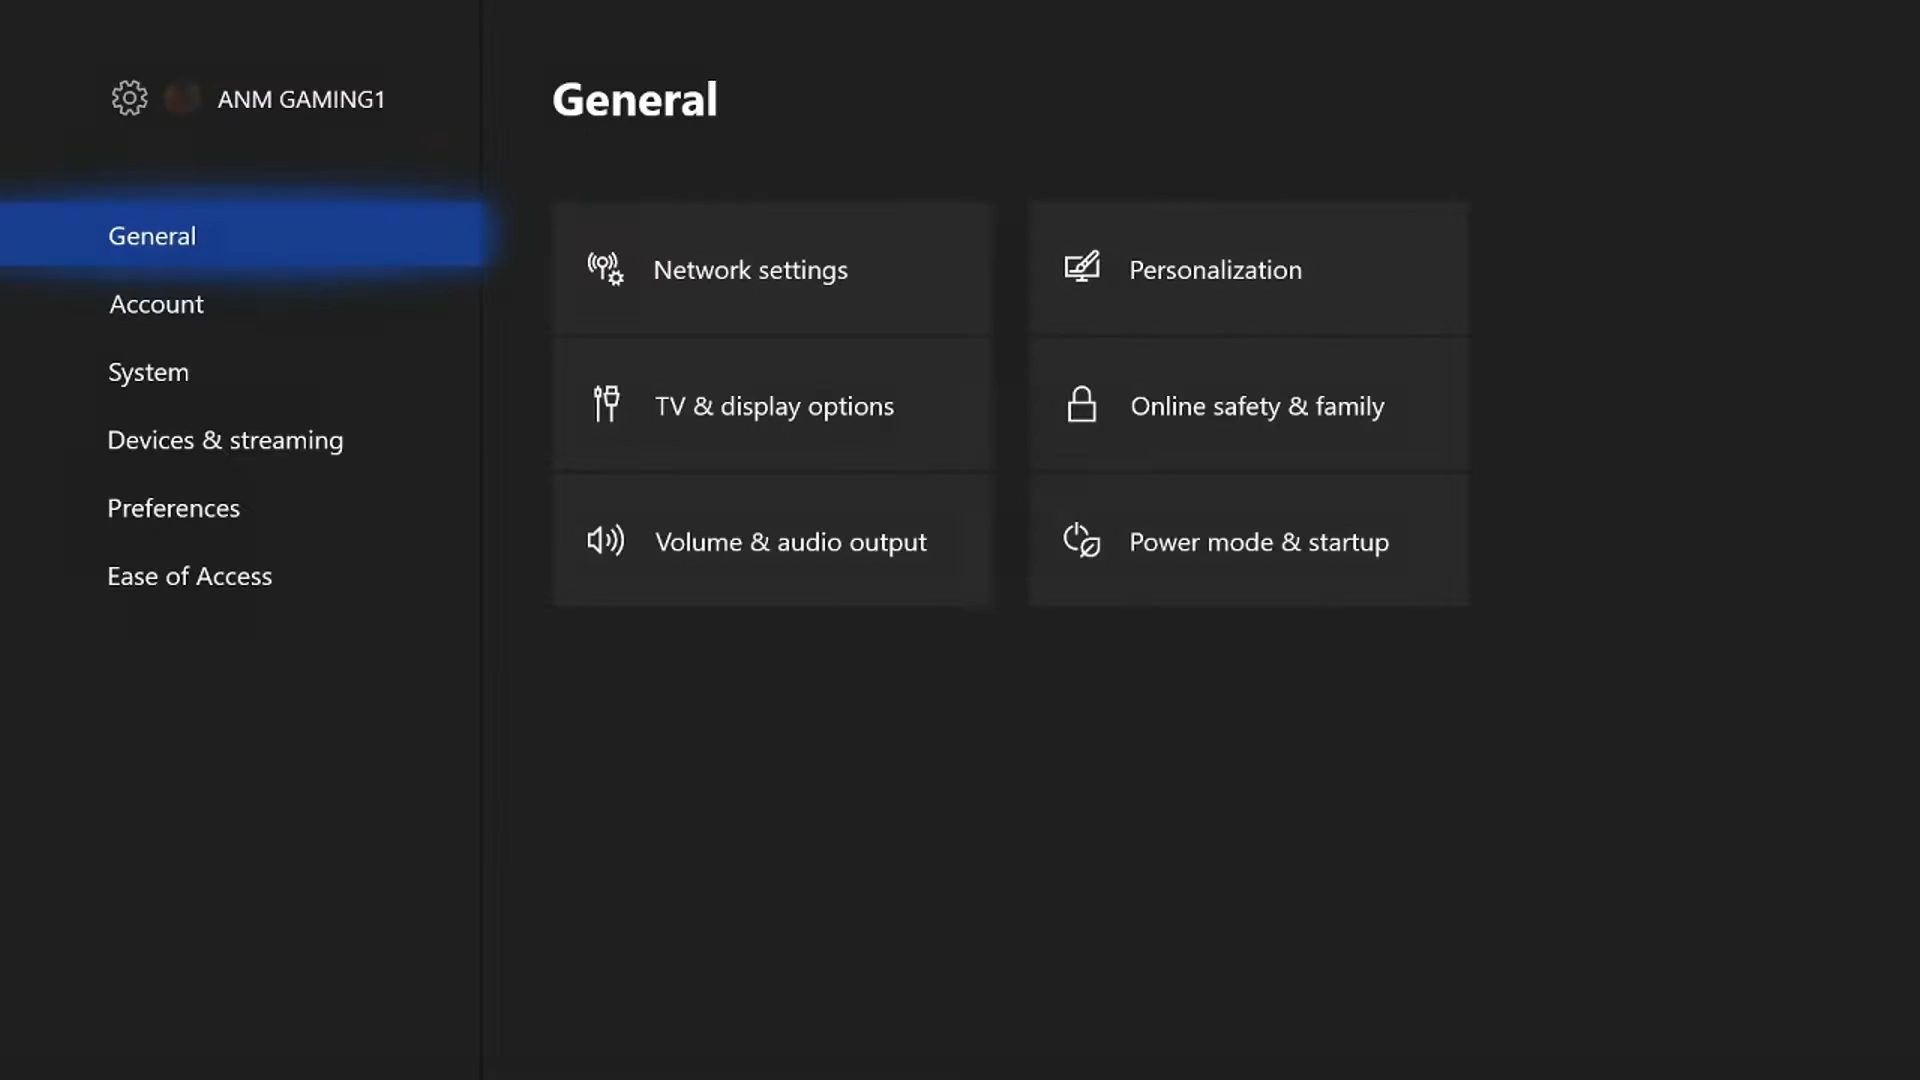 ANM GAMING1
General
Account
System
Devices & streaming
Preferences
Ease of Access
General
Network settings
Personalization
TV & display options
Online safety & family
Volume & audio output
Power mode & startup